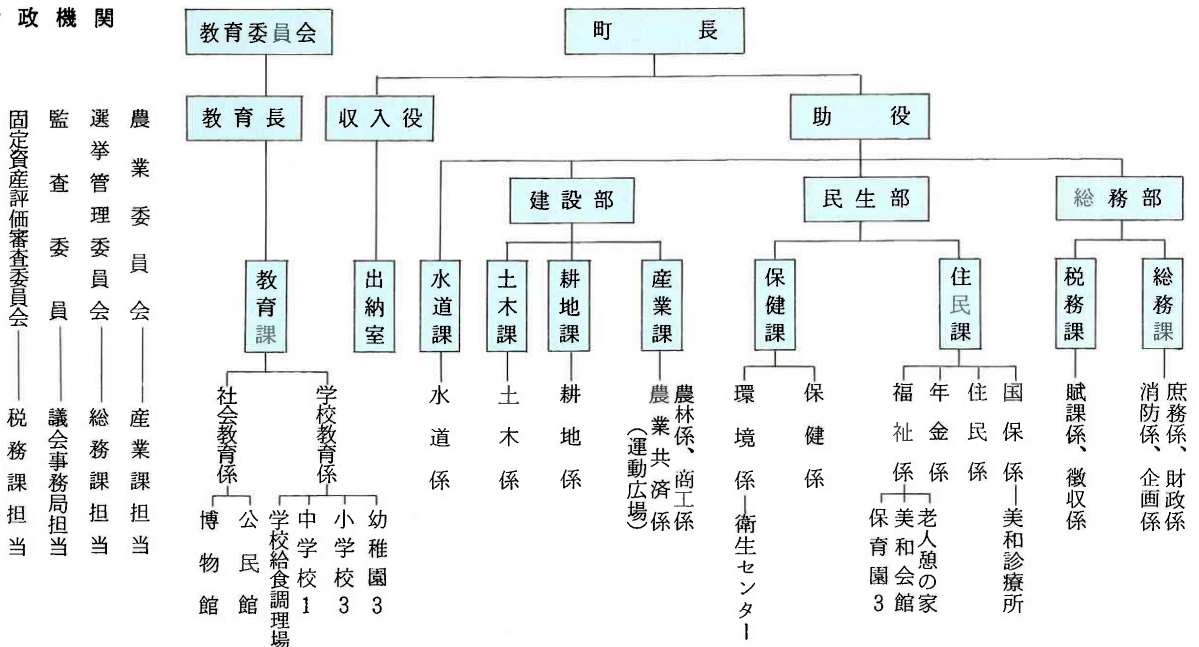 政機関
教育委員会
町長
教育長
収入役
助役
建設部
民生部
総務部
教育課
出納室
水道課
土木課
耕地課
産業課
保健課
住民課
税務課
総務課
農業委員会――産業課担当
選挙管理委員会――総務課担当
監査委員――議会事務局担当
固定資産評価審査委員会――税務課担当
社会教育係
学校教育係
水道係
土木係
耕地係
農林係、商工係
農業共済係
(運動広場)
環境係―衛生センター
保健係
福祉係
年金係
住民係
国保係―美和診療所
賦課係、徴収係
庶務係、財政係
消防係、企画係
博物館
公民館
学校給食調理場
中学校1
小学校3
幼稚園3
保育園3
美和会館
老人憩の家